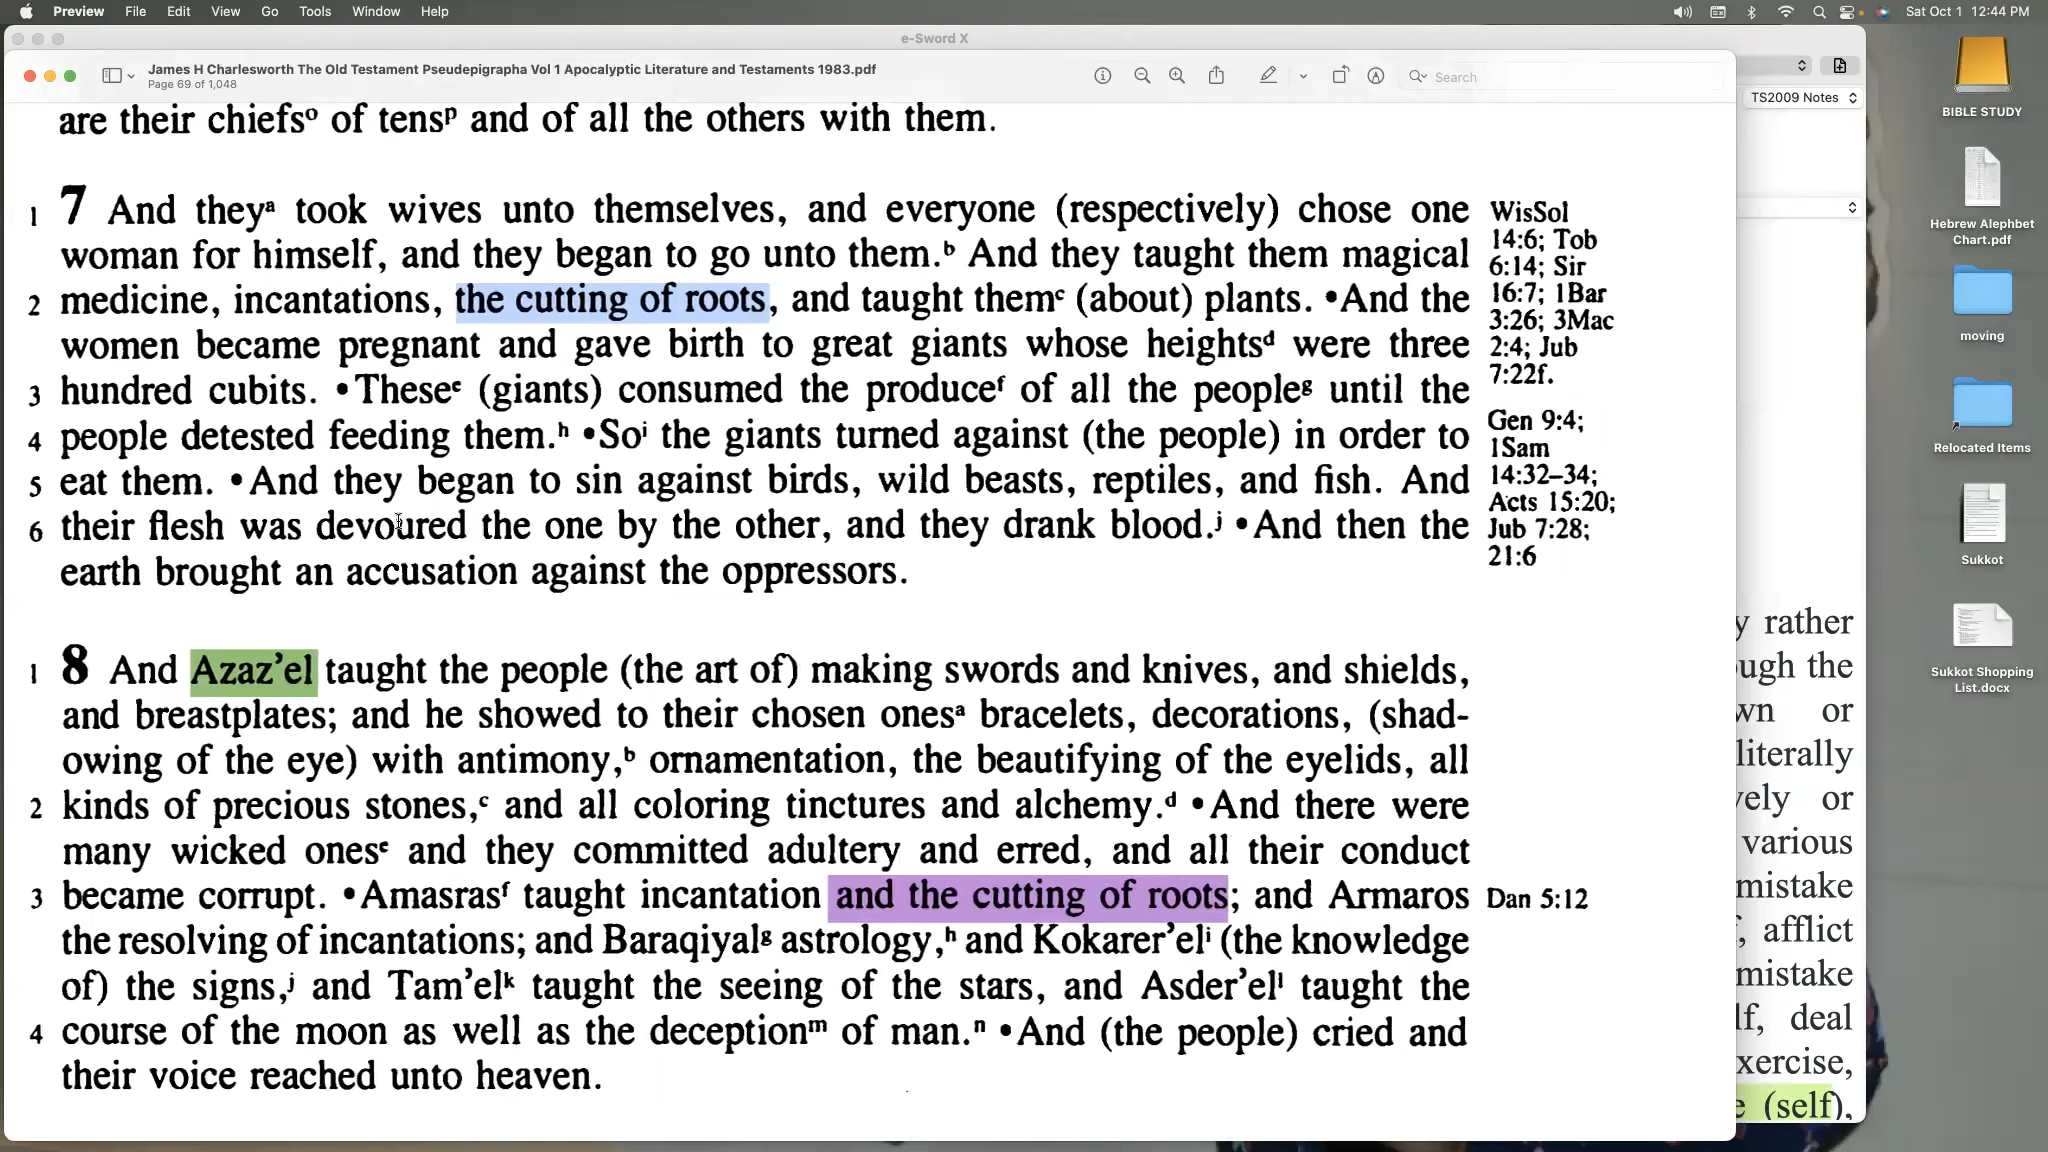 Preview File Edit View Go Tools Window Help Sat Oct 1 12:44 PM
e-Sword X
James H Charlesworth The Old Testament Pseudepigrapha Vol 1 Apocalyptic Literature and Testaments 1983.pdf
Page 69 of 1,048
Search
TS2009 Notes
are their chiefsᵒ of tensᵖ and of all the others with them.
1 7 And theyᵃ took wives unto themselves, and everyone (respectively) chose one
woman for himself, and they began to go unto them.ᵇ And they taught them magical
2 medicine, incantations, the cutting of roots, and taught themᶜ (about) plants. •And the
women became pregnant and gave birth to great giants whose heightsᵈ were three
3 hundred cubits. •Theseᵉ (giants) consumed the produceᶠ of all the peopleᵍ until the
4 people detested feeding them.ʰ •Soⁱ the giants turned against (the people) in order to
5 eat them. •And they began to sin against birds, wild beasts, reptiles, and fish. And
6 their flesh was devoured the one by the other, and they drank blood.ʲ •And then the
earth brought an accusation against the oppressors.
WisSol
14:6; Tob
6:14; Sir
16:7; 1Bar
3:26; 3Mac
2:4; Jub
7:22f.
Gen 9:4;
1Sam
14:32–34;
Acts 15:20;
Jub 7:28;
21:6
1 8 And Azaz’el taught the people (the art of) making swords and knives, and shields,
and breastplates; and he showed to their chosen onesᵃ bracelets, decorations, (shad-
owing of the eye) with antimony,ᵇ ornamentation, the beautifying of the eyelids, all
2 kinds of precious stones,ᶜ and all coloring tinctures and alchemy.ᵈ •And there were
many wicked onesᵉ and they committed adultery and erred, and all their conduct
3 became corrupt. •Amasrasᶠ taught incantation and the cutting of roots; and Armaros
the resolving of incantations; and Baraqiyalᵍ astrology,ʰ and Kokarer’elⁱ (the knowledge
of) the signs,ʲ and Tam’elᵏ taught the seeing of the stars, and Asder’elˡ taught the
4 course of the moon as well as the deceptionᵐ of man.ⁿ •And (the people) cried and
their voice reached unto heaven.
Dan 5:12
y rather
ough the
wn or
literally
vely or
various
mistake
f, afflict
mistake
lf, deal
xercise,
e (self),
BIBLE STUDY
Hebrew Alephbet
Chart.pdf
moving
Relocated Items
Sukkot
Sukkot Shopping
List.docx